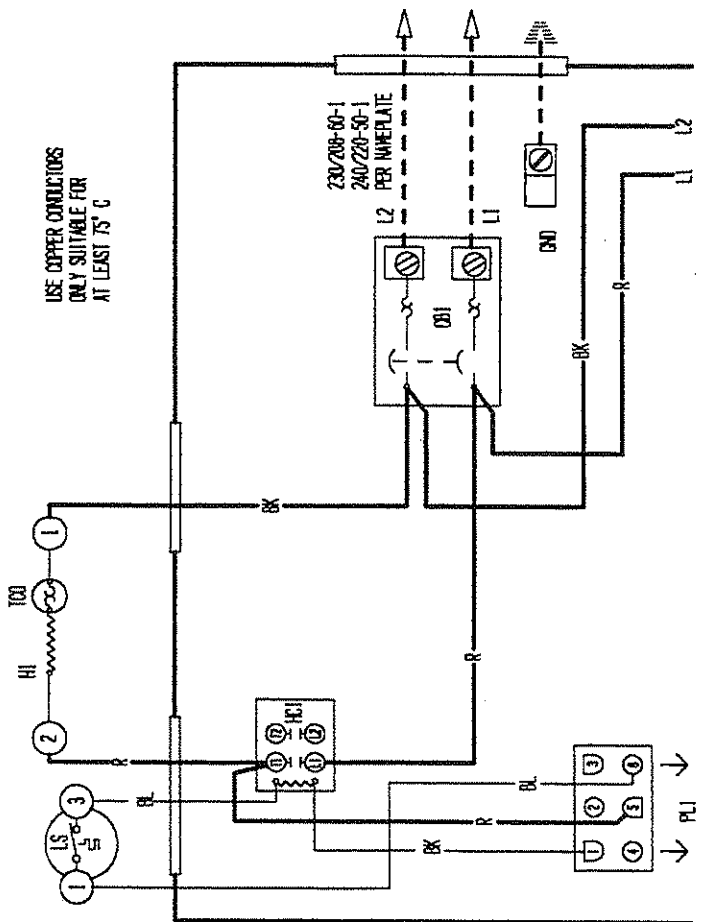 LS
1
3
2
H1
TCO
1
USE COPPER CONDUCTORS
ONLY SUITABLE FOR
AT LEAST 75° C
BL
R
BK
HC1
T1
T2
L1
L2
BK
R
BL
R
CB1
L2
L1
230/208-60-1
240/220-50-1
PER NAMEPLATE
GND
BK
R
L2
L1
1
2
3
4
5
6
PL1